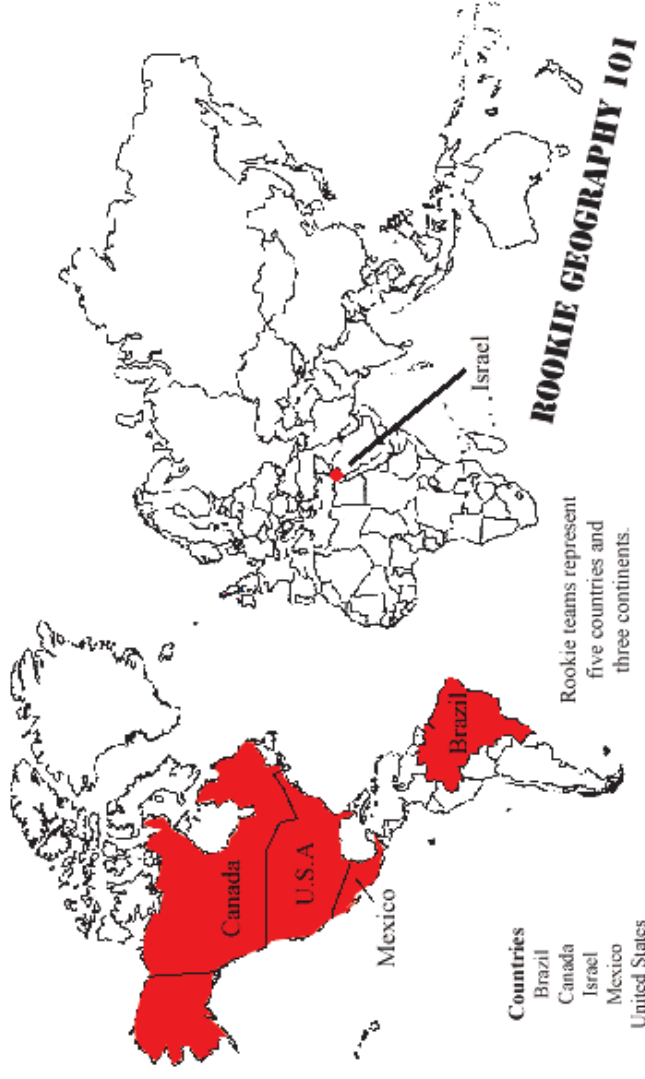 Canada
U.S.A
Mexico
Brazil
Israel
Countries
Brazil
Canada
Israel
Mexico
United States
Rookie teams represent
five countries and
three continents.
ROOKIE GEOGRAPHY 101